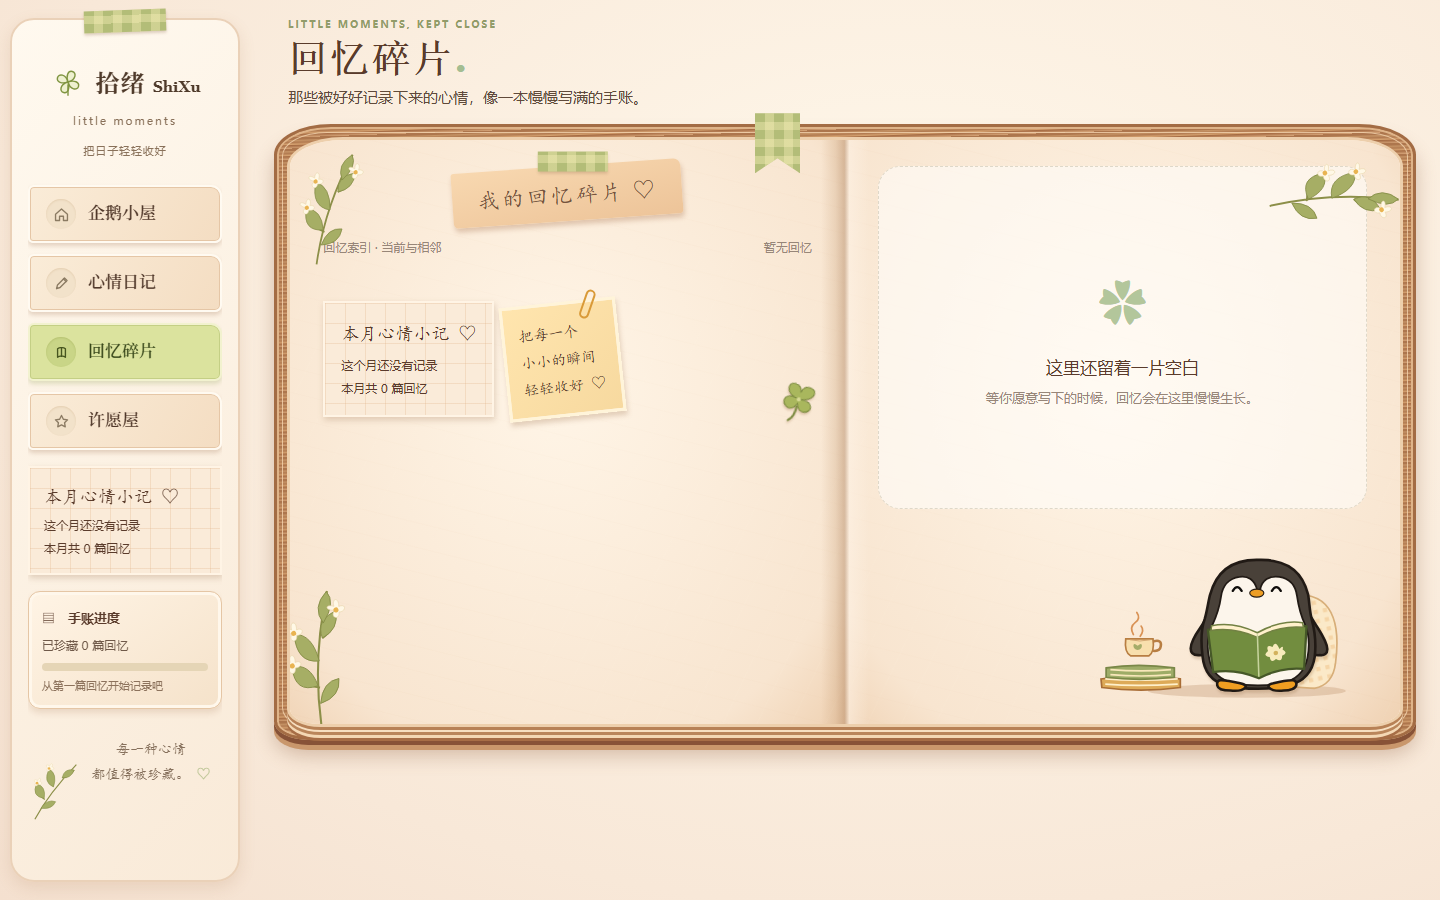 拾绪 ShiXu
little moments
把日子轻轻收好
企鹅小屋
心情日记
回忆碎片
许愿屋
本月心情小记 ♡
这个月还没有记录
本月共 0 篇回忆
手账进度
已珍藏 0 篇回忆
从第一篇回忆开始记录吧
每一种心情
都值得被珍藏。 ♡
LITTLE MOMENTS, KEPT CLOSE
回忆碎片.
那些被好好记录下来的心情，像一本慢慢写满的手账。
我的回忆碎片 ♡
回忆索引 · 当前与相邻
暂无回忆
本月心情小记 ♡
这个月还没有记录
本月共 0 篇回忆
把每一个
小小的瞬间
轻轻收好 ♡
这里还留着一片空白
等你愿意写下的时候，回忆会在这里慢慢生长。